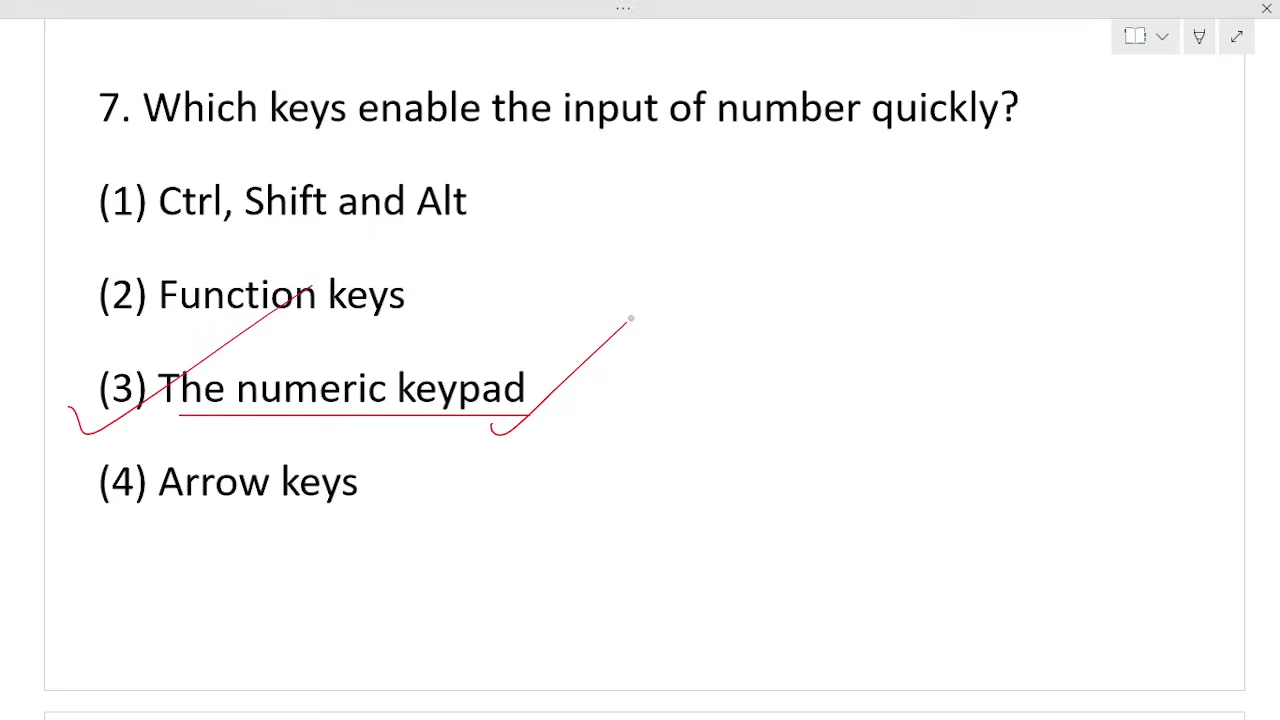 7. Which keys enable the input of number quickly?
(1) Ctrl, Shift and Alt
(2) Function keys
(3) The numeric keypad
(4) Arrow keys